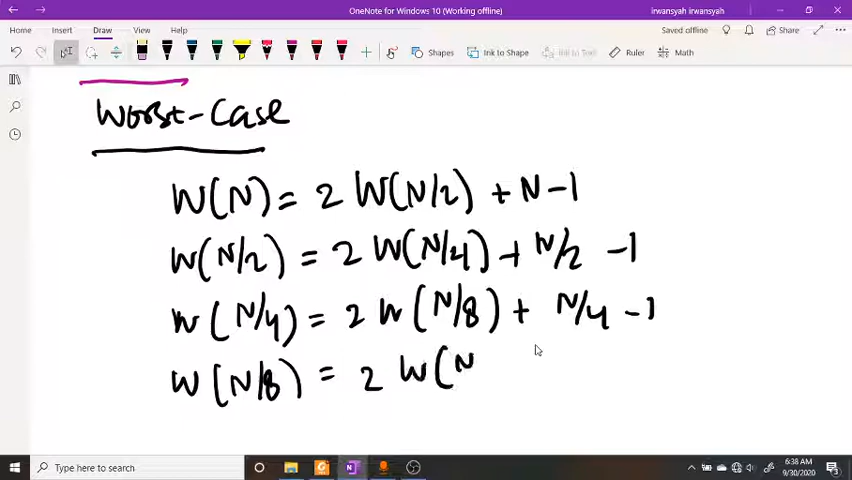 OneNote for Windows 10 (Working offline)
irwansyah irwansyah
Home Insert Draw View Help
Saved offline Share
Shapes Ink to Shape Ink to Text Ruler Math
Worst-Case
W(N) = 2 W(N/2) + N -1
W(N/2) = 2 W(N/4) + N/2 -1
W(N/4) = 2 W(N/8) + N/4 -1
W(N/8) = 2 W(N
Type here to search
6:38 AM
9/30/2020